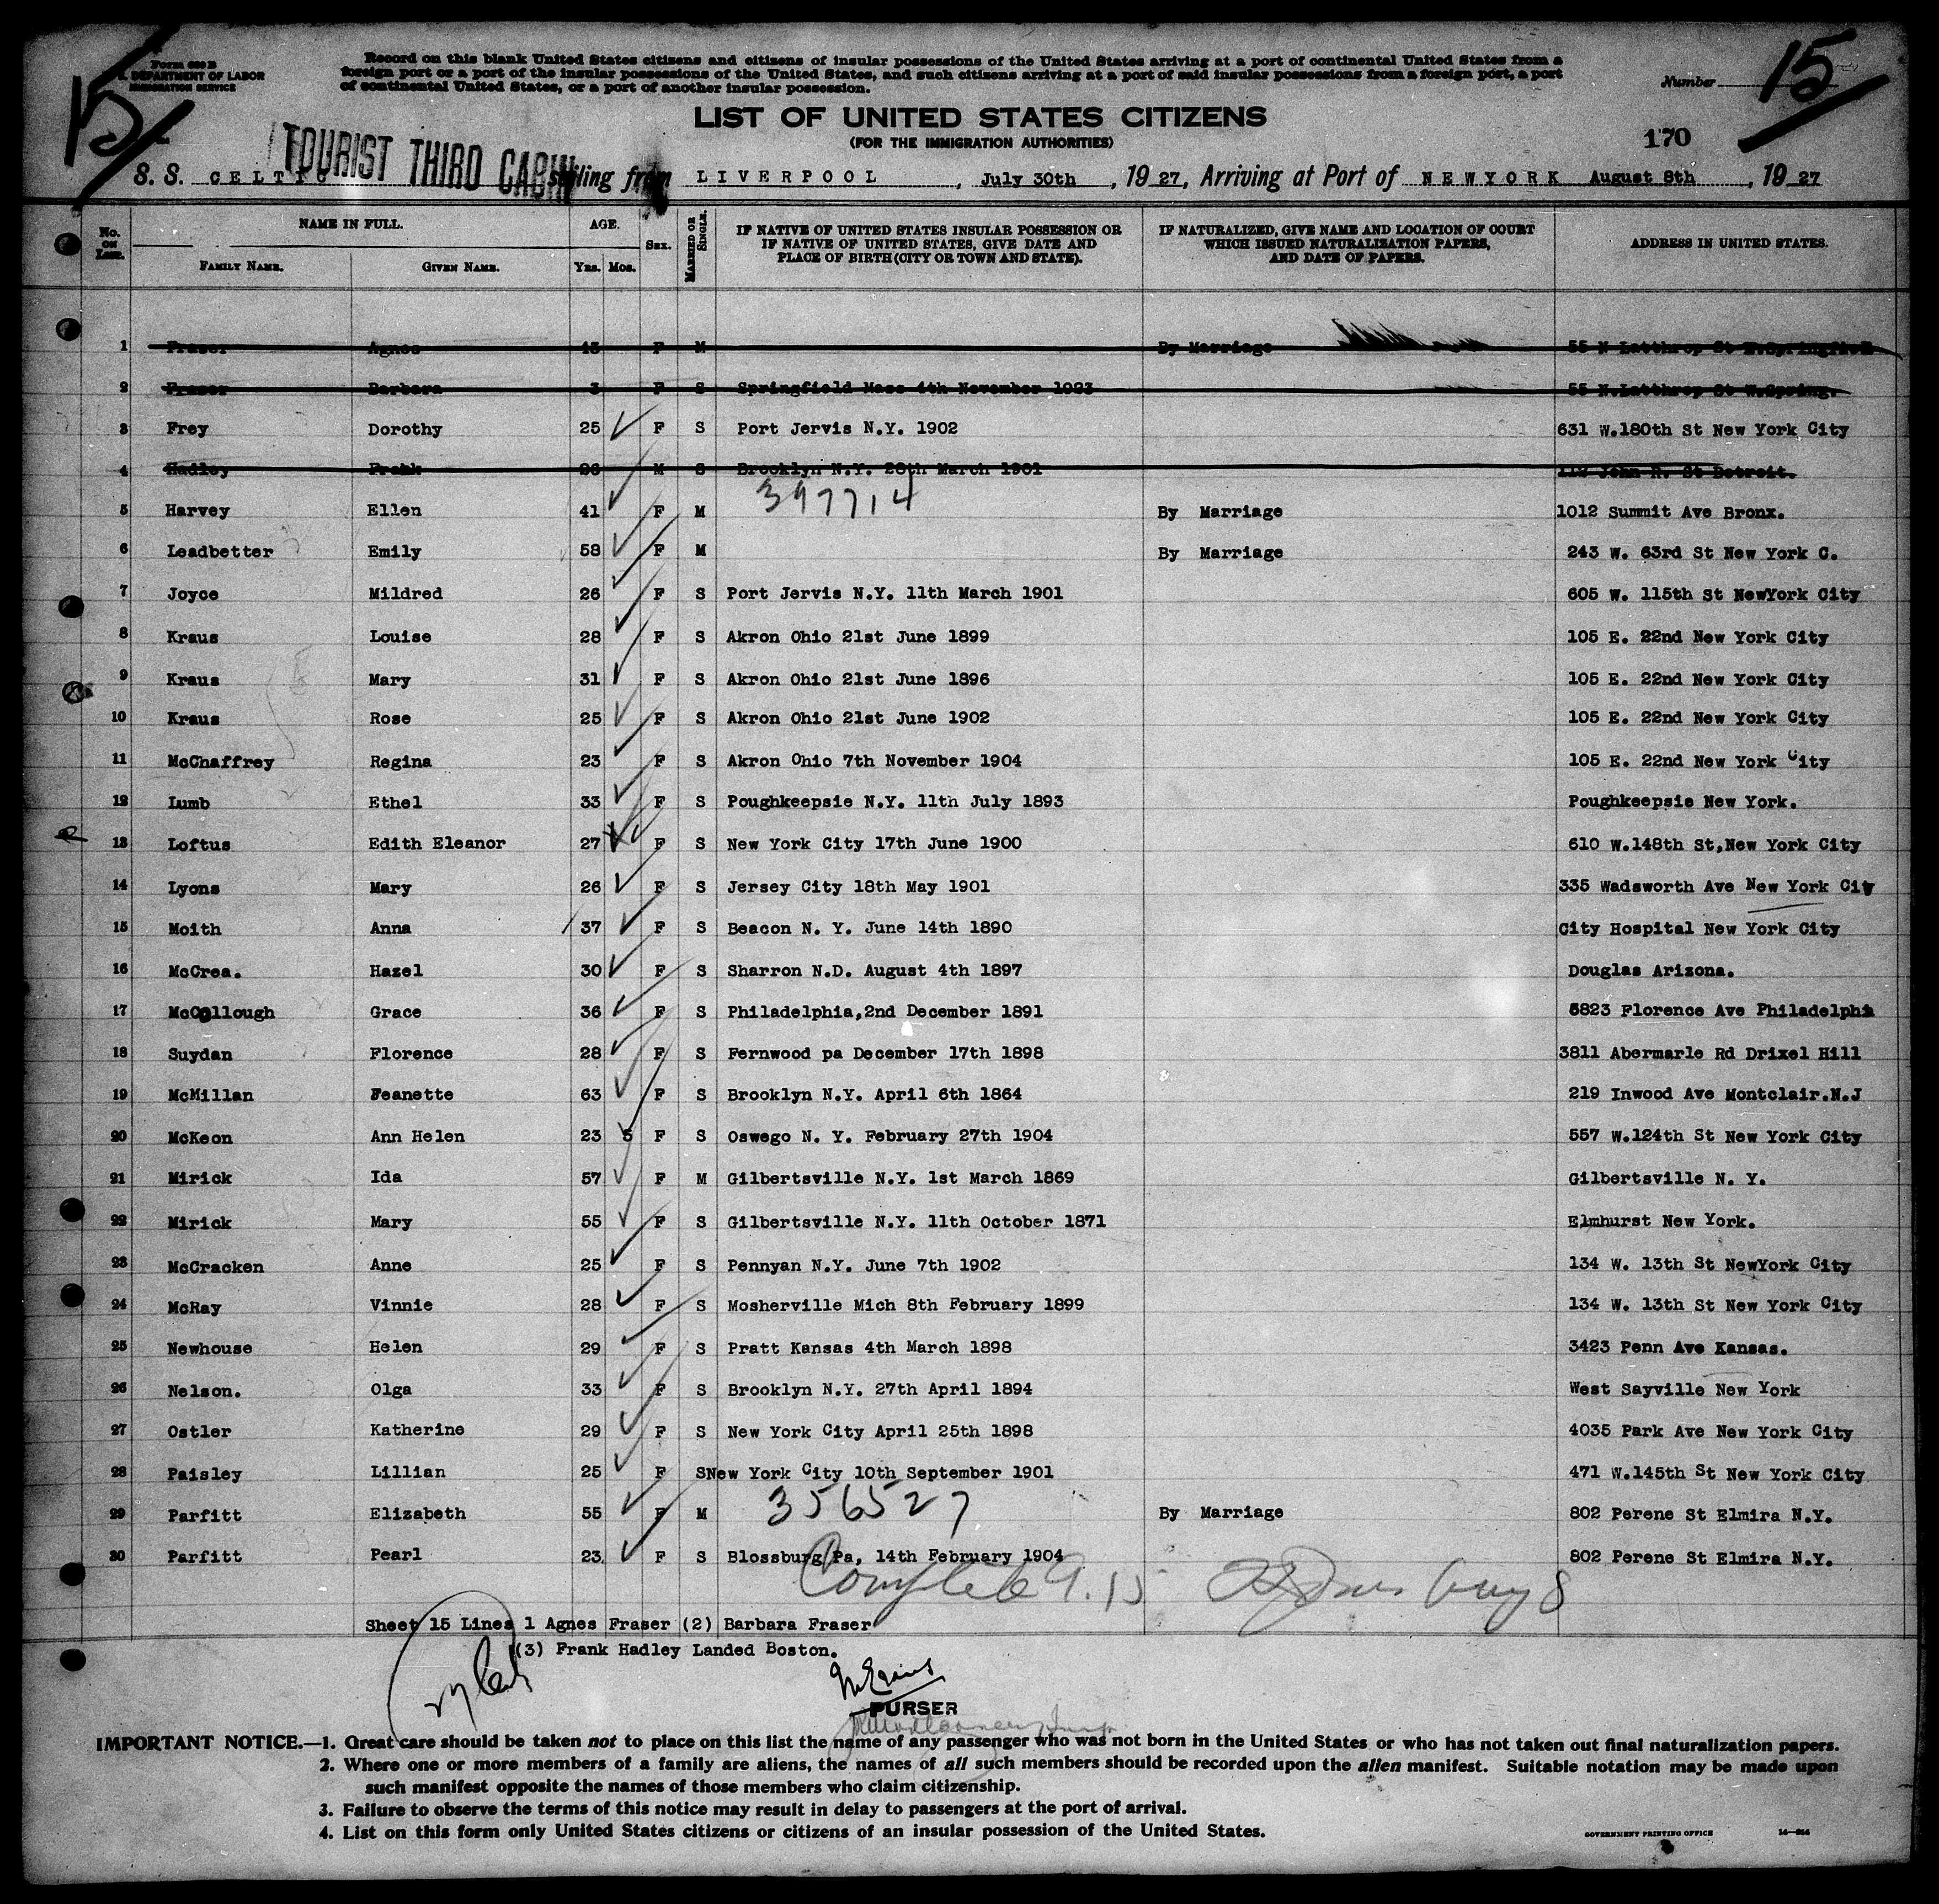 15
15
Form 630 B
U. S. DEPARTMENT OF LABOR
IMMIGRATION SERVICE
Record on this blank United States citizens and citizens of insular possessions of the United States arriving at a port of continental United States from a
foreign port or a port of the insular possessions of the United States, and such citizens arriving at a port of said insular possessions from a foreign port, a port
of continental United States, or a port of another insular possession.
Number
LIST OF UNITED STATES CITIZENS
(FOR THE IMMIGRATION AUTHORITIES)
170
TOURIST THIRD CABIN
S. S. CELTIC sailing from LIVERPOOL, July 30th, 1927, Arriving at Port of NEWYORK August 8th, 1927
No. on List. NAME IN FULL. FAMILY NAME. GIVEN NAME. AGE. Yrs. Mos. Sex. MARRIED OR SINGLE. IF NATIVE OF UNITED STATES INSULAR POSSESSION OR IF NATIVE OF UNITED STATES, GIVE DATE AND PLACE OF BIRTH (CITY OR TOWN AND STATE). IF NATURALIZED, GIVE NAME AND LOCATION OF COURT WHICH ISSUED NATURALIZATION PAPERS, AND DATE OF PAPERS. ADDRESS IN UNITED STATES.
1 Fraser Agnes 43 F M By Marriage 55 N Latthrop St W.Springfield
2 Fraser Barbara 3 F S Springfield Mass 4th November 1923 55 N.Latthrop St W.Spring.
3 Frey Dorothy 25 F S Port Jervis N.Y. 1902 631 W.180th St New York City
4 Hadley Frank 26 M S Brooklyn N.Y. 28th March 1901 John R. St Detroit.
397714
5 Harvey Ellen 41 F M By Marriage 1012 Summit Ave Bronx.
6 Leadbetter Emily 58 F M By Marriage 243 W. 63rd St New York C.
7 Joyce Mildred 26 F S Port Jervis N.Y. 11th March 1901 605 W. 115th St NewYork City
8 Kraus Louise 28 F S Akron Ohio 21st June 1899 105 E. 22nd New York City
9 Kraus Mary 31 F S Akron Ohio 21st June 1896 105 E. 22nd New York City
10 Kraus Rose 25 F S Akron Ohio 21st June 1902 105 E. 22nd New York City
11 McChaffrey Regina 23 F S Akron Ohio 7th November 1904 105 E. 22nd New York City
12 Lumb Ethel 33 F S Poughkeepsie N.Y. 11th July 1893 Poughkeepsie New York.
13 Loftus Edith Eleanor 27 F S New York City 17th June 1900 610 W.148th St,New York City
14 Lyons Mary 26 F S Jersey City 18th May 1901 335 Wadsworth Ave New York City
15 Moith Anna 37 F S Beacon N. Y. June 14th 1890 City Hospital New York City
16 McCrea. Hazel 30 F S Sharron N.D. August 4th 1897 Douglas Arizona.
17 McCollough Grace 36 F S Philadelphia,2nd December 1891 5823 Florence Ave Philadelphia
18 Suydan Florence 28 F S Fernwood pa December 17th 1898 3811 Abermarle Rd Drixel Hill
19 McMillan Feanette 63 F S Brooklyn N.Y. April 6th 1864 219 Inwood Ave Montclair.N.J
20 McKeon Ann Helen 23 5 F S Oswego N. Y. February 27th 1904 557 W.124th St New York City
21 Mirick Ida 57 F M Gilbertsville N.Y. 1st March 1869 Gilbertsville N. Y.
22 Mirick Mary 55 F S Gilbertsville N.Y. 11th October 1871 Elmhurst New York.
23 McCracken Anne 25 F S Pennyan N.Y. June 7th 1902 134 W. 13th St NewYork City
24 McRay Vinnie 28 F S Mosherville Mich 8th February 1899 134 W. 13th St New York City
25 Newhouse Helen 29 F S Pratt Kansas 4th March 1898 3423 Penn Ave Kansas.
26 Nelson. Olga 33 F S Brooklyn N.Y. 27th April 1894 West Sayville New York
27 Ostler Katherine 29 F S New York City April 25th 1898 4035 Park Ave New York City
28 Paisley Lillian 25 F S New York City 10th September 1901 471 W.145th St New York City
356527
29 Parfitt Elizabeth 55 F M By Marriage 802 Perene St Elmira N.Y.
30 Parfitt Pearl 23. F S Blossburg Pa, 14th February 1904 802 Perene St Elmira N.Y.
Complete 9.15
Aug 8
Sheet 15 Lines 1 Agnes Fraser (2) Barbara Fraser
(3) Frank Hadley Landed Boston.
PURSER
IMPORTANT NOTICE.—1. Great care should be taken not to place on this list the name of any passenger who was not born in the United States or who has not taken out final naturalization papers.
2. Where one or more members of a family are aliens, the names of all such members should be recorded upon the alien manifest. Suitable notation may be made upon
such manifest opposite the names of those members who claim citizenship.
3. Failure to observe the terms of this notice may result in delay to passengers at the port of arrival.
4. List on this form only United States citizens or citizens of an insular possession of the United States.
GOVERNMENT PRINTING OFFICE